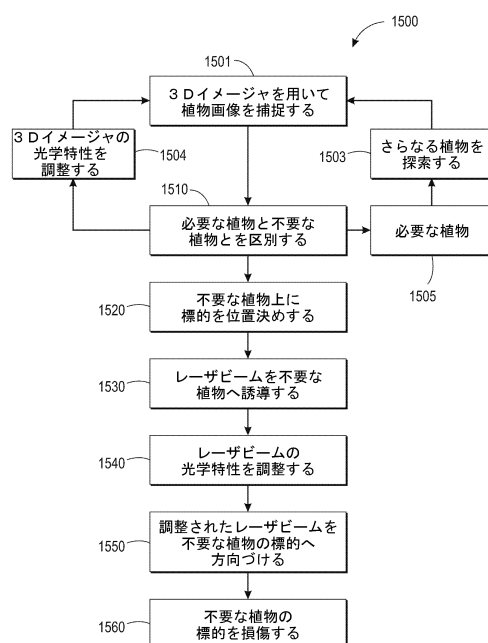 1500
1501
3Dイメージャを用いて
植物画像を捕捉する
3Dイメージャの
光学特性を
調整する
1504
1503
さらなる植物を
探索する
1510
必要な植物と不要な
植物とを区別する
必要な植物
1505
1520
不要な植物上に
標的を位置決めする
1530
レーザビームを不要な
植物へ誘導する
1540
レーザビームの
光学特性を調整する
1550
調整されたレーザビームを
不要な植物の標的へ
方向づける
1560
不要な植物の
標的を損傷する